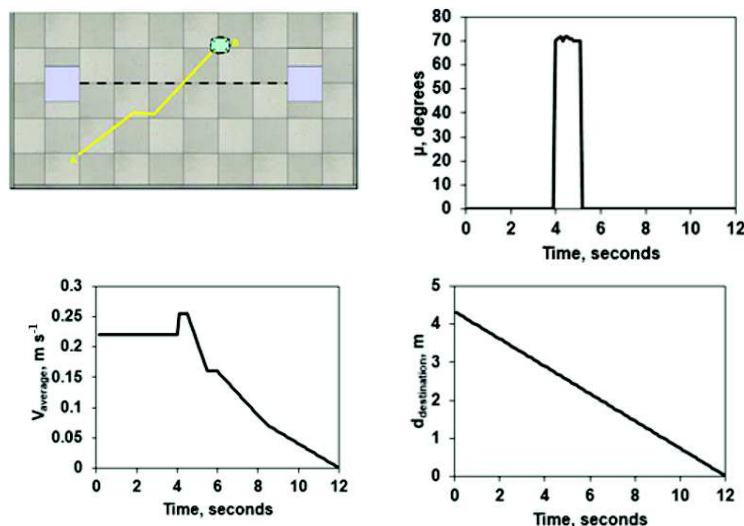 80
70
60
50
40
30
20
10
0
μ, degrees
0 2 4 6 8 10 12
Time, seconds
0.3
0.25
0.2
0.15
0.1
0.05
0
Vaverage, m s-1
0 2 4 6 8 10 12
Time, seconds
5
4
3
2
1
0
ddestination, m
0 2 4 6 8 10 12
Time, seconds